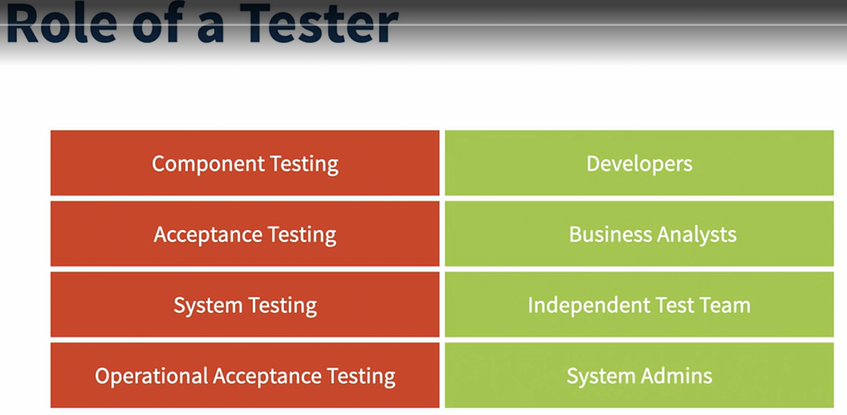 Role of a Tester
Component Testing
Developers
Acceptance Testing
Business Analysts
System Testing
Independent Test Team
Operational Acceptance Testing
System Admins